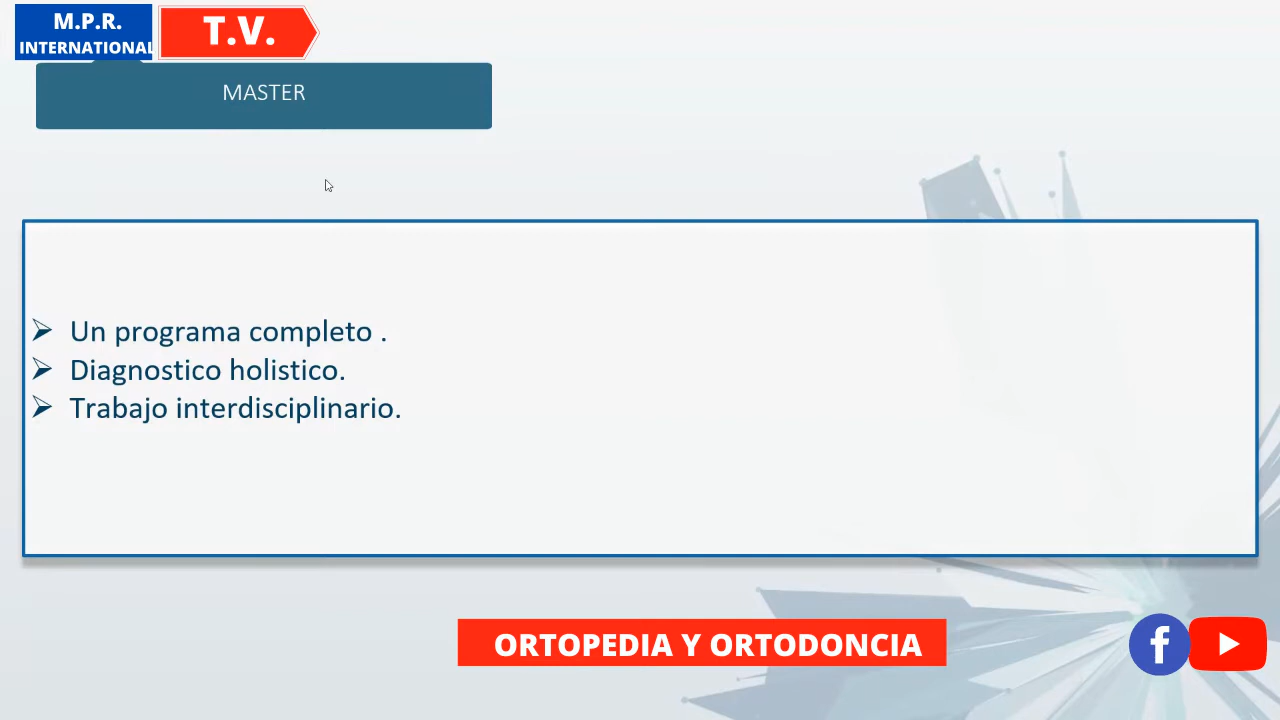 M.P.R.
INTERNATIONAL
T.V.
MASTER
Un programa completo .
Diagnostico holistico.
Trabajo interdisciplinario.
ORTOPEDIA Y ORTODONCIA